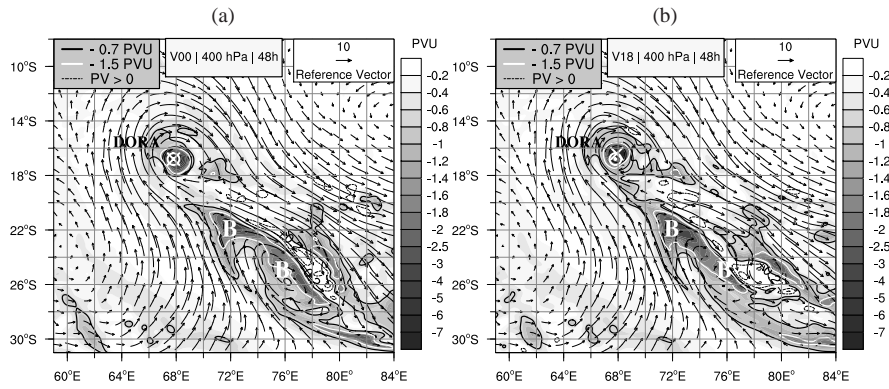 (a)
- 0.7 PVU
- 1.5 PVU
PV > 0
V00 | 400 hPa | 48h
10
Reference Vector
PVU
10°S
14°S
18°S
22°S
26°S
30°S
DORA
B
B
60°E 64°E 68°E 72°E 76°E 80°E 84°E
-0.2
-0.4
-0.6
-0.8
-1
-1.2
-1.4
-1.6
-1.8
-2
-2.5
-3
-4
-5
-6
-7
(b)
- 0.7 PVU
- 1.5 PVU
PV > 0
V18 | 400 hPa | 48h
10
Reference Vector
PVU
10°S
14°S
18°S
22°S
26°S
30°S
DORA
B
B
60°E 64°E 68°E 72°E 76°E 80°E 84°E
-0.2
-0.4
-0.6
-0.8
-1
-1.2
-1.4
-1.6
-1.8
-2
-2.5
-3
-4
-5
-6
-7